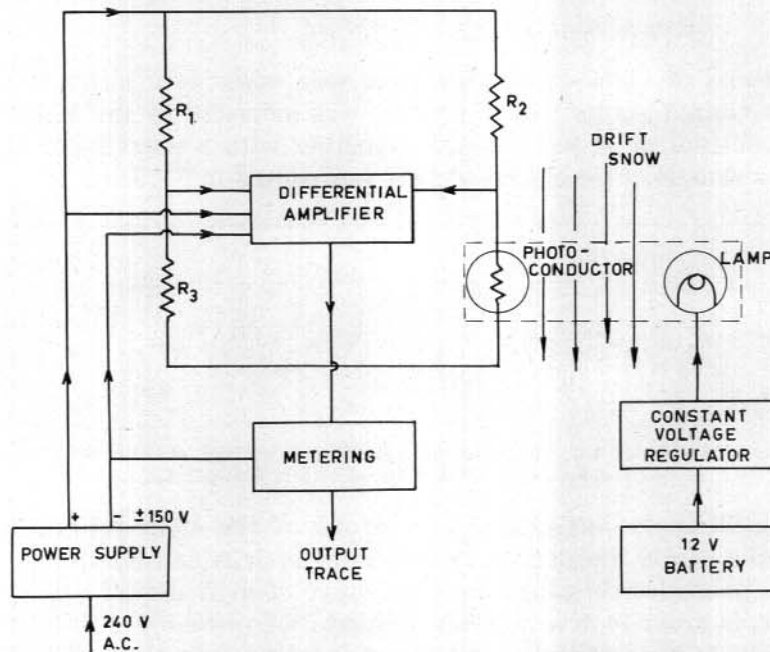 R1
R2
DRIFT
SNOW
DIFFERENTIAL
AMPLIFIER
PHOTO-
CONDUCTOR
LAMP
R3
CONSTANT
VOLTAGE
REGULATOR
METERING
+
- ±150 V
POWER SUPPLY
OUTPUT
TRACE
12 V
BATTERY
240 V
A.C.